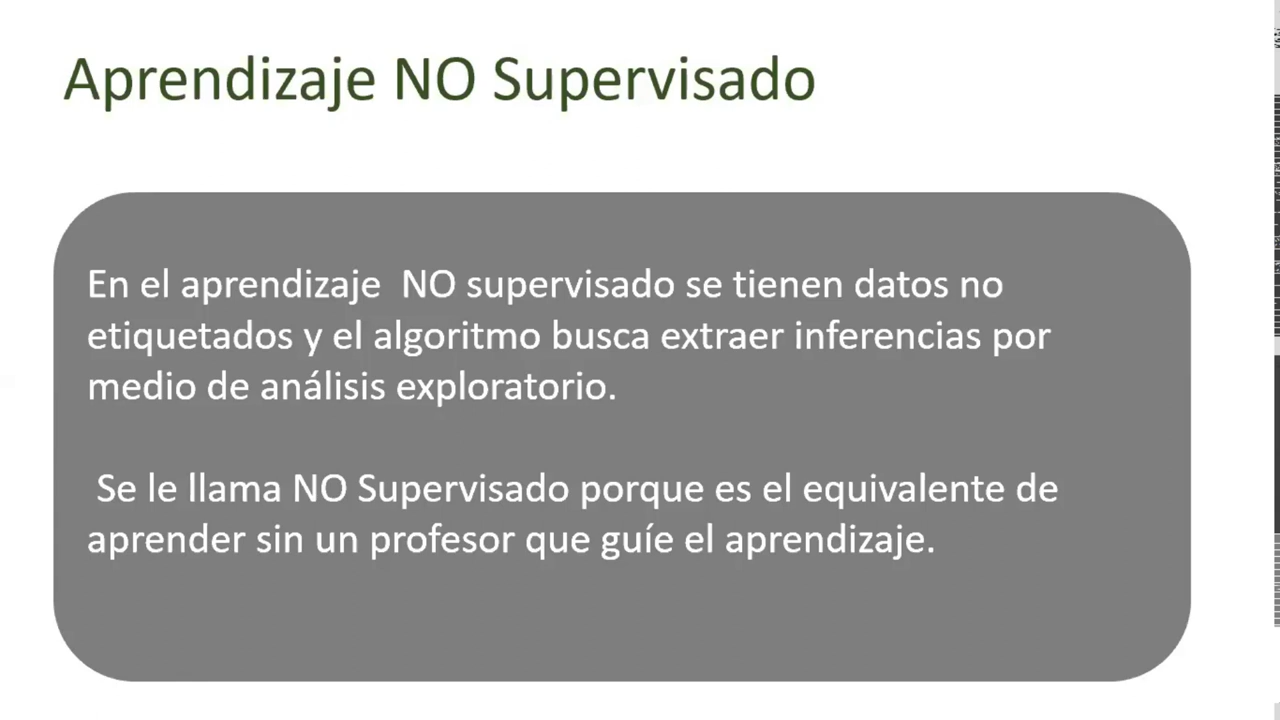 Aprendizaje NO Supervisado
En el aprendizaje  NO supervisado se tienen datos no
etiquetados y el algoritmo busca extraer inferencias por
medio de análisis exploratorio.
Se le llama NO Supervisado porque es el equivalente de
aprender sin un profesor que guíe el aprendizaje.